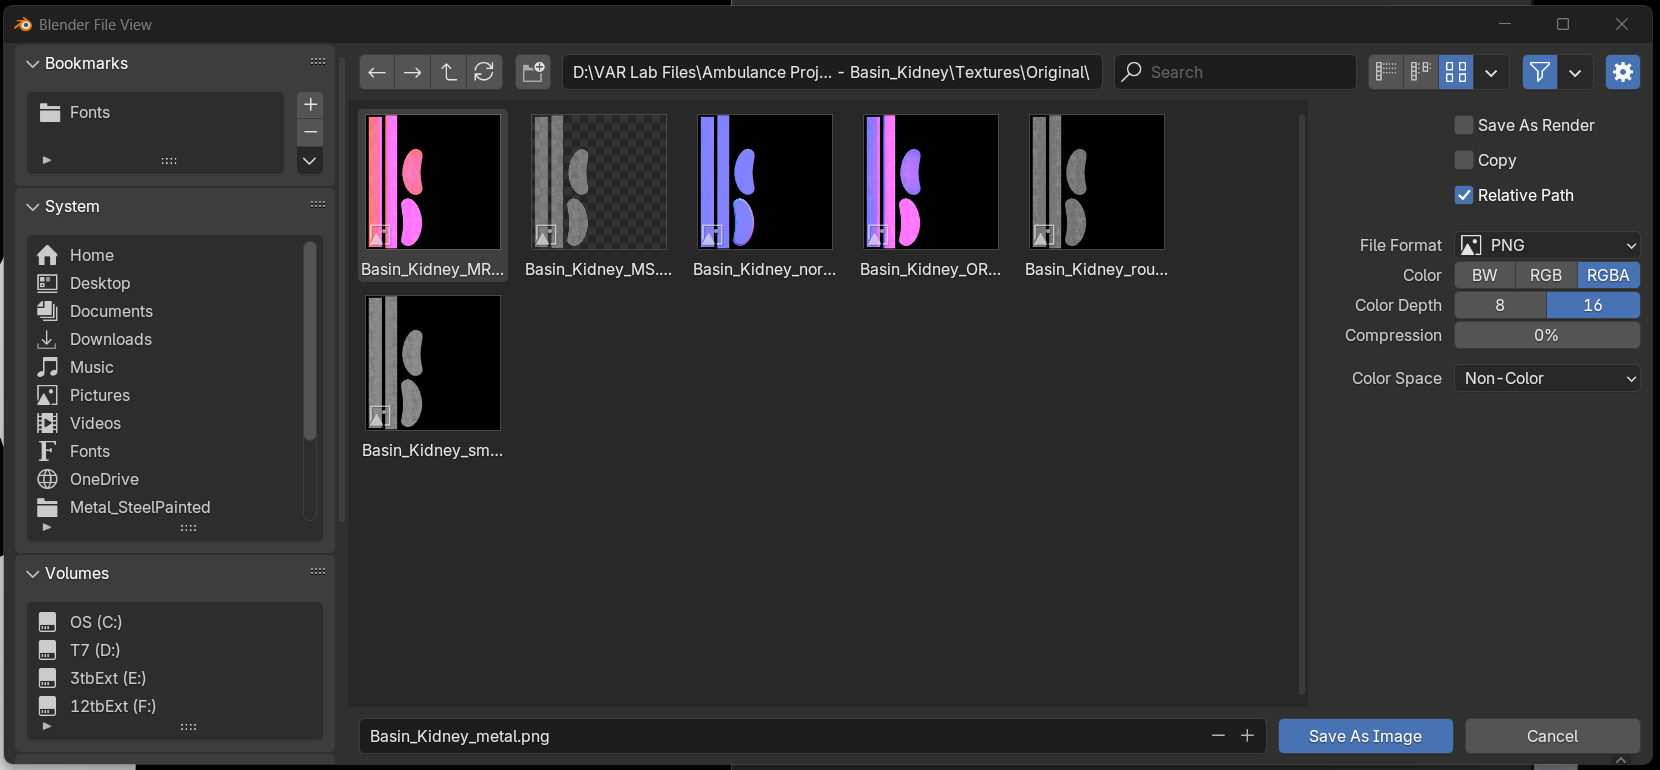 Blender File View
Bookmarks
Fonts
System
Home
Desktop
Documents
Downloads
Music
Pictures
Videos
Fonts
OneDrive
Metal_SteelPainted
Volumes
OS (C:)
T7 (D:)
3tbExt (E:)
12tbExt (F:)
D:\VAR Lab Files\Ambulance Proj... - Basin_Kidney\Textures\Original\
Search
Basin_Kidney_MR...
Basin_Kidney_MS....
Basin_Kidney_nor...
Basin_Kidney_OR...
Basin_Kidney_rou...
Basin_Kidney_sm...
Save As Render
Copy
Relative Path
File Format PNG
Color BW RGB RGBA
Color Depth 8 16
Compression 0%
Color Space Non-Color
Basin_Kidney_metal.png
Save As Image
Cancel